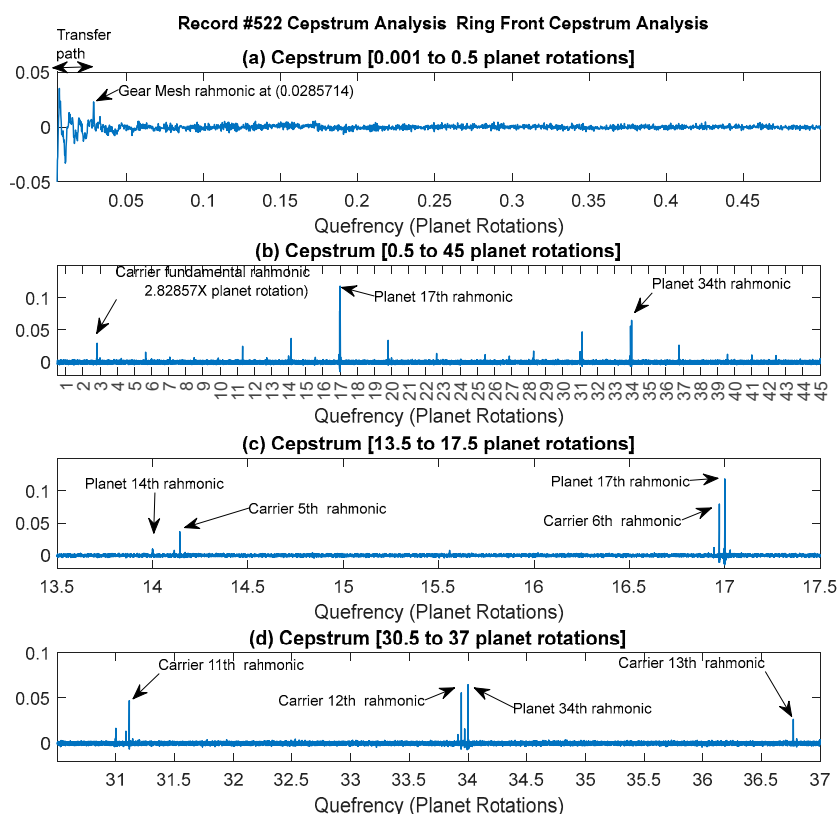 Record #522 Cepstrum Analysis  Ring Front Cepstrum Analysis
Transfer
path
(a) Cepstrum [0.001 to 0.5 planet rotations]
0.05
Gear Mesh rahmonic at (0.0285714)
0
-0.05
0.05 0.1 0.15 0.2 0.25 0.3 0.35 0.4 0.45
Quefrency (Planet Rotations)
(b) Cepstrum [0.5 to 45 planet rotations]
Carrier fundamental rahmonic
2.82857X planet rotation)
Planet 17th rahmonic
Planet 34th rahmonic
0.1
0.05
0
1 2 3 4 5 6 7 8 9 10 11 12 13 14 15 16 17 18 19 20 21 22 23 24 25 26 27 28 29 30 31 32 33 34 35 36 37 38 39 40 41 42 43 44 45
Quefrency (Planet Rotations)
(c) Cepstrum [13.5 to 17.5 planet rotations]
Planet 14th rahmonic
Planet 17th rahmonic
0.1
Carrier 5th  rahmonic
Carrier 6th  rahmonic
0.05
0
13.5 14 14.5 15 15.5 16 16.5 17 17.5
Quefrency (Planet Rotations)
(d) Cepstrum [30.5 to 37 planet rotations]
0.1
Carrier 11th  rahmonic
Carrier 13th  rahmonic
Carrier 12th  rahmonic
Planet 34th rahmonic
0.05
0
31 31.5 32 32.5 33 33.5 34 34.5 35 35.5 36 36.5 37
Quefrency (Planet Rotations)